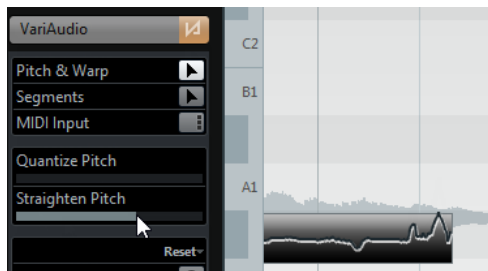 VariAudio
C2
Pitch & Warp
Segments
B1
MIDI Input
Quantize Pitch
Straighten Pitch
A1
Reset